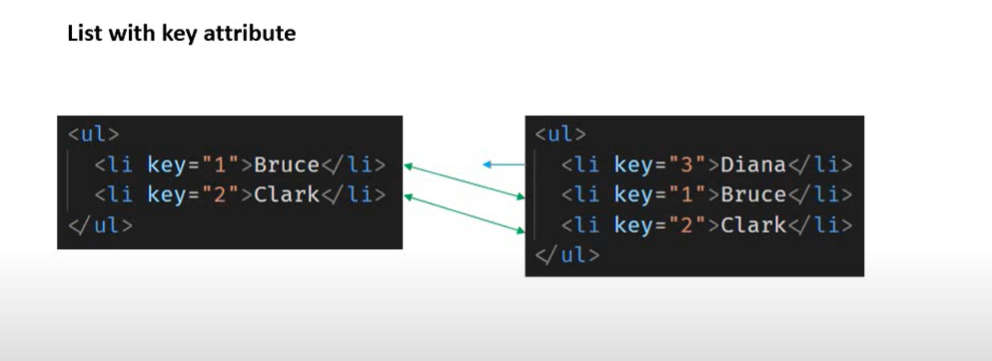 List with key attribute
<ul>
<li key="1">Bruce</li>
<li key="2">Clark</li>
</ul>
<ul>
<li key="3">Diana</li>
<li key="1">Bruce</li>
<li key="2">Clark</li>
</ul>